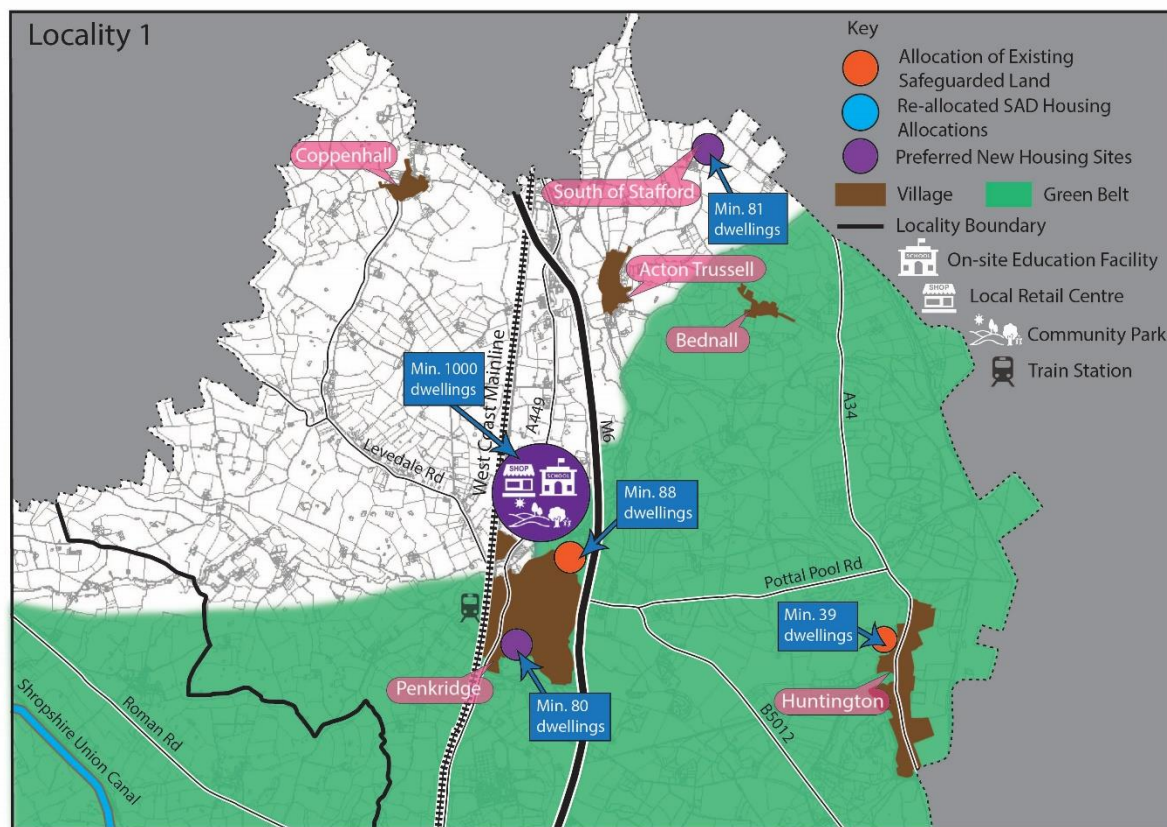 Locality 1
Key
Allocation of Existing
Safeguarded Land
Re-allocated SAD Housing
Allocations
Preferred New Housing Sites
Village
Green Belt
Locality Boundary
SCHOOL
On-site Education Facility
SHOP
Local Retail Centre
Community Park
Train Station
Coppenhall
South of Stafford
Min. 81
dwellings
Acton Trussell
Bednall
Min. 1000
dwellings
West Coast Mainline
A449
M6
A34
Levedale Rd
SHOP
SCHOOL
Min. 88
dwellings
Pottal Pool Rd
Min. 39
dwellings
Penkridge
Min. 80
dwellings
Huntington
B5012
Roman Rd
Shropshire Union Canal